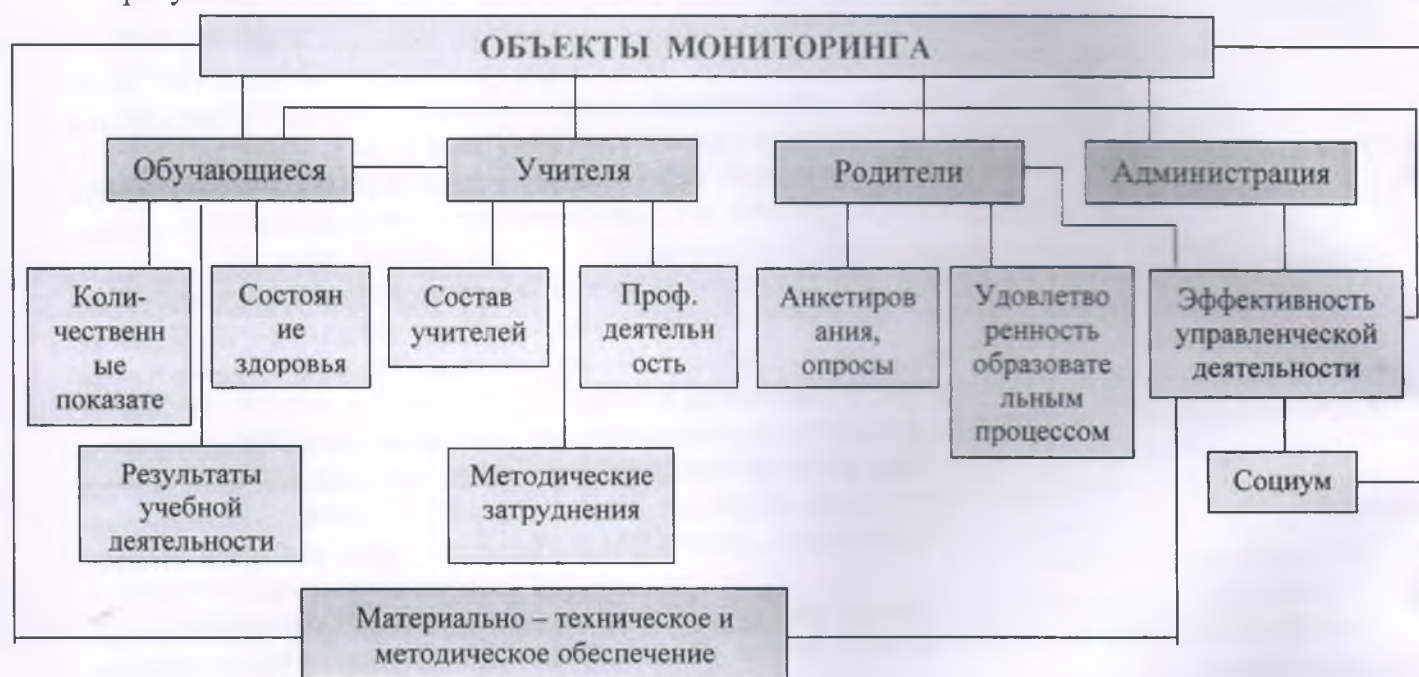 ОБЪЕКТЫ МОНИТОРИНГА
Обучающиеся
Учителя
Родители
Администрация
Коли-
чественн
ые
показате
Состоян
ие
здоровья
Состав
учителей
Проф.
деятельн
ость
Анкетиров
ания,
опросы
Удовлетво
ренность
образовате
льным
процессом
Эффективность
управленческой
деятельности
Результаты
учебной
деятельности
Методические
затруднения
Социум
Материально – техническое и
методическое обеспечение